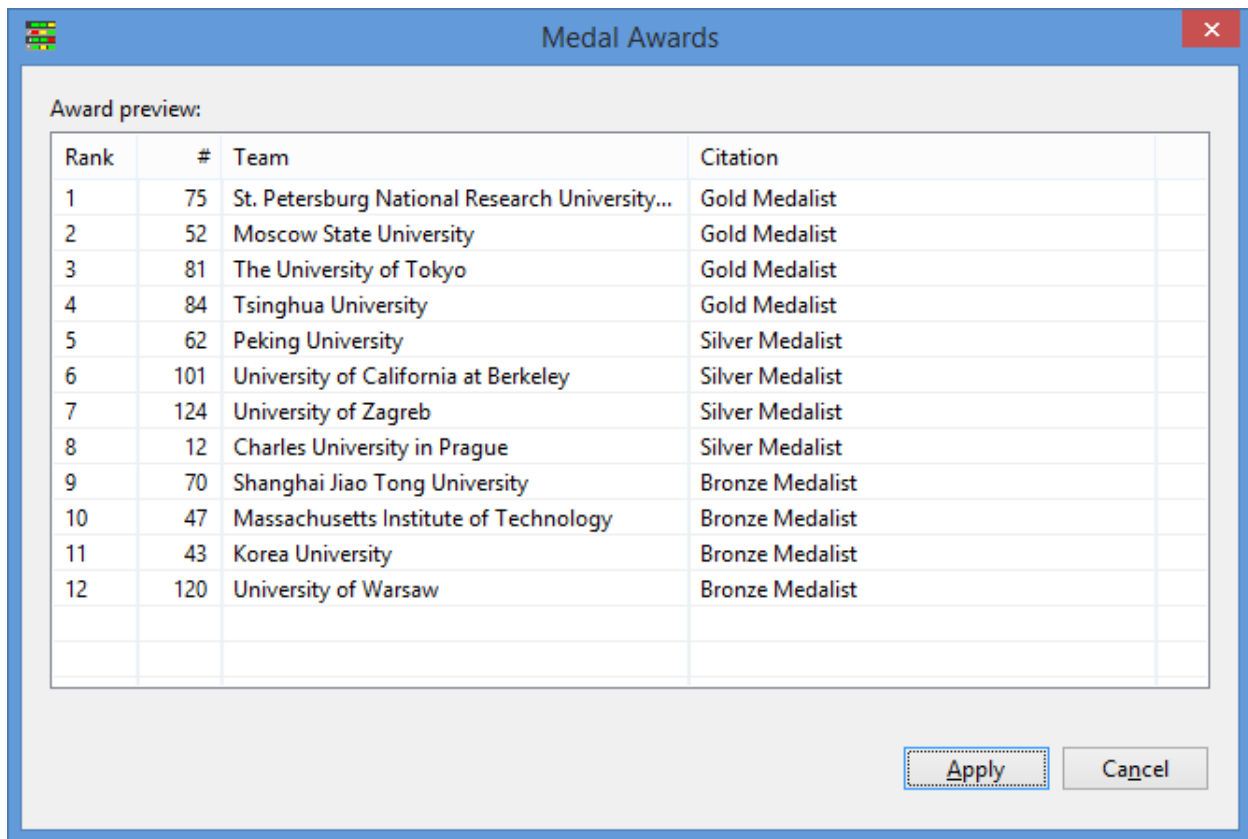 Medal Awards
Award preview:
Rank # Team Citation
1 75 St. Petersburg National Research University... Gold Medalist
2 52 Moscow State University Gold Medalist
3 81 The University of Tokyo Gold Medalist
4 84 Tsinghua University Gold Medalist
5 62 Peking University Silver Medalist
6 101 University of California at Berkeley Silver Medalist
7 124 University of Zagreb Silver Medalist
8 12 Charles University in Prague Silver Medalist
9 70 Shanghai Jiao Tong University Bronze Medalist
10 47 Massachusetts Institute of Technology Bronze Medalist
11 43 Korea University Bronze Medalist
12 120 University of Warsaw Bronze Medalist
Apply Cancel